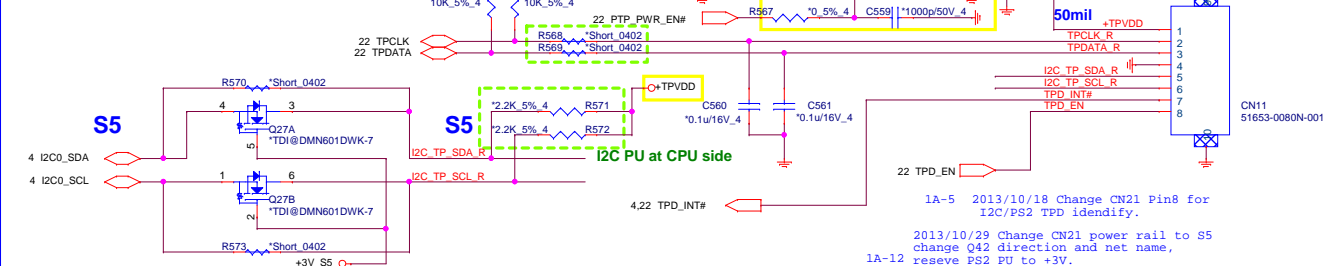 10K_5%_4 10K_5%_4
22 PTP_PWR_EN#
R567 *0_5%_4 C559 *1000p/50V_4
50mil
+TPVDD
22 TPCLK R568 *Short_0402 TPCLK_R 2
22 TPDATA R569 *Short_0402 TPDATA_R 3
1
4
I2C_TP_SDA_R 5
I2C_TP_SCL_R 6
TPD_INT# 7
TPD_EN 8
CN11
51653-0080N-001
10
R570 *Short_0402
+TPVDD
S5
4 3
Q27A
*TDI@DMN601DWK-7
5
S5
*2.2K_5%_4 R571
*2.2K_5%_4 R572
C560
*0.1u/16V_4
C561
*0.1u/16V_4
4 I2C0_SDA
I2C_TP_SDA_R
I2C PU at CPU side
4 I2C0_SCL
1 6
I2C_TP_SCL_R
Q27B
*TDI@DMN601DWK-7
2
22 TPD_EN
4,22 TPD_INT#
R573 *Short_0402
+3V_S5
1A-5 2013/10/18 Change CN21 Pin8 for
I2C/PS2 TPD idendify.
2013/10/29 Change CN21 power rail to S5
change Q42 direction and net name,
1A-12 reseve PS2 PU to +3V.